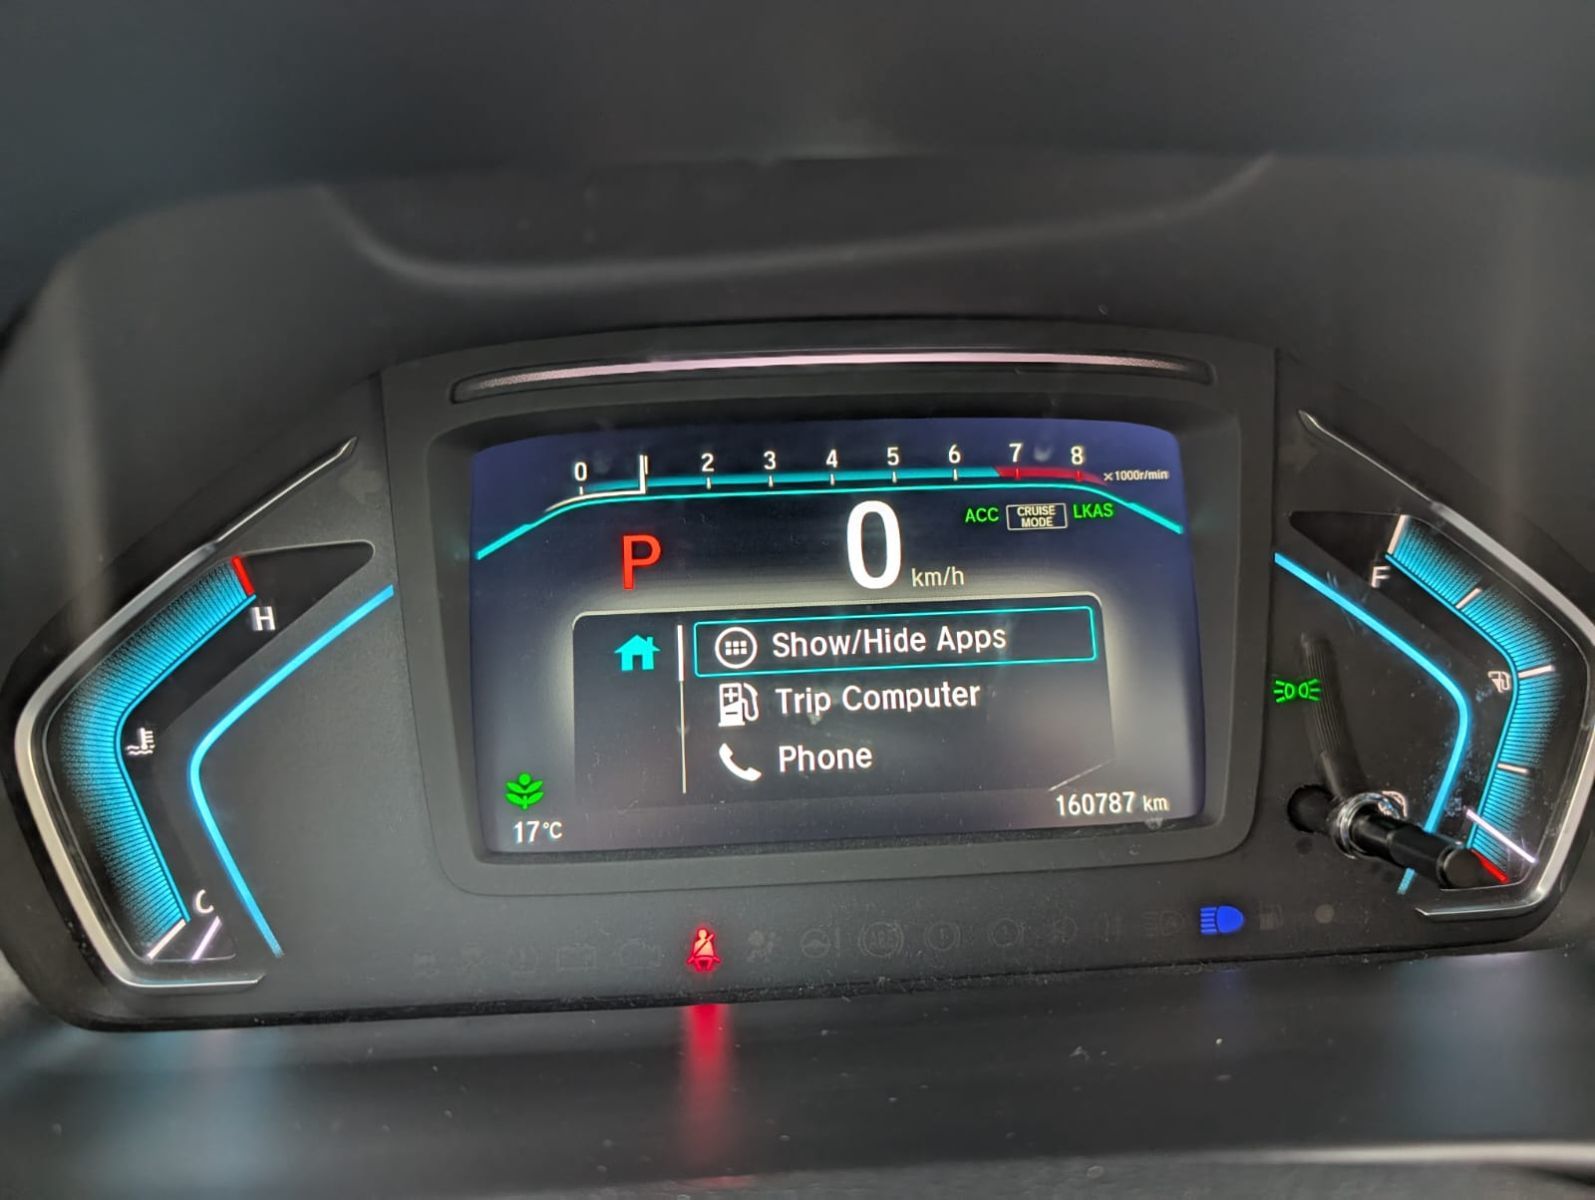 0 2 3 4 5 6 7 8 ×1000r/min
P
0 km/h
ACC CRUISE MODE LKAS
H
F
Show/Hide Apps
Trip Computer
Phone
C
17°C
160787 km